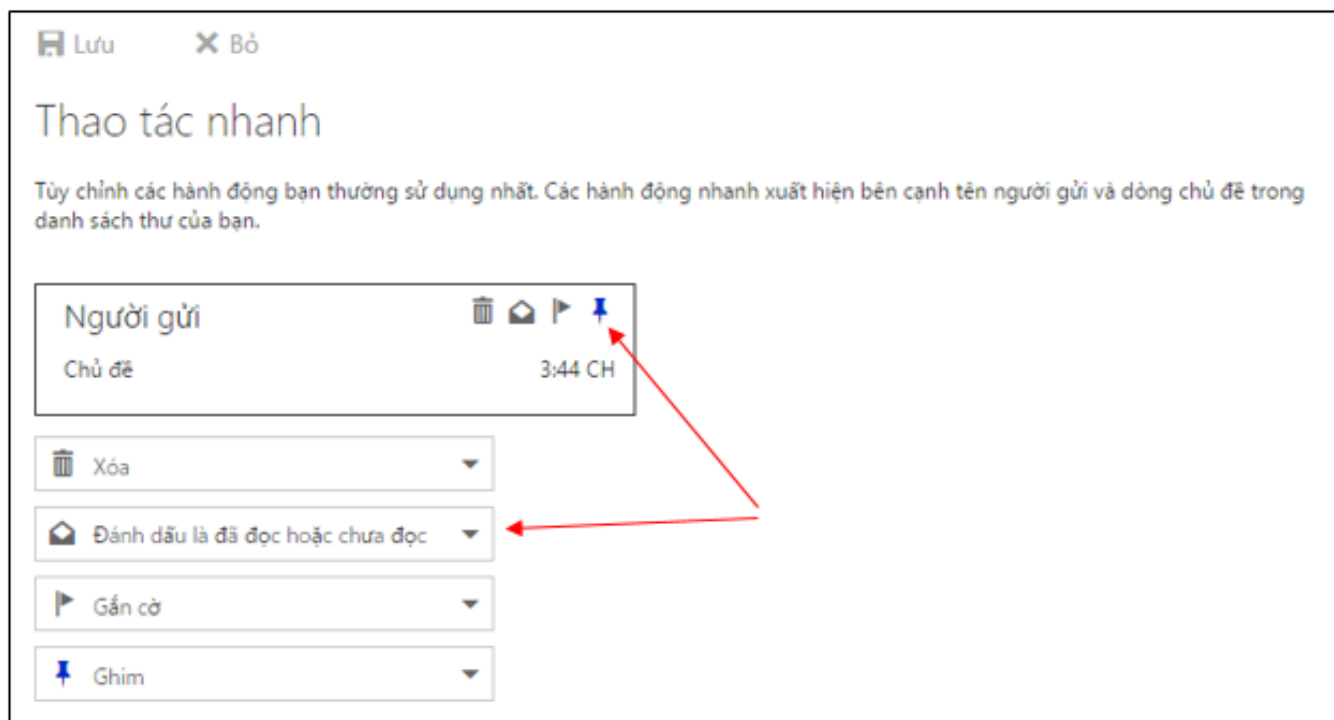 Lưu Bỏ
Thao tác nhanh
Tùy chỉnh các hành động bạn thường sử dụng nhất. Các hành động nhanh xuất hiện bên cạnh tên người gửi và dòng chủ đề trong
danh sách thư của bạn.
Người gửi
Chủ đề 3:44 CH
Xóa
Đánh dấu là đã đọc hoặc chưa đọc
Gắn cờ
Ghim